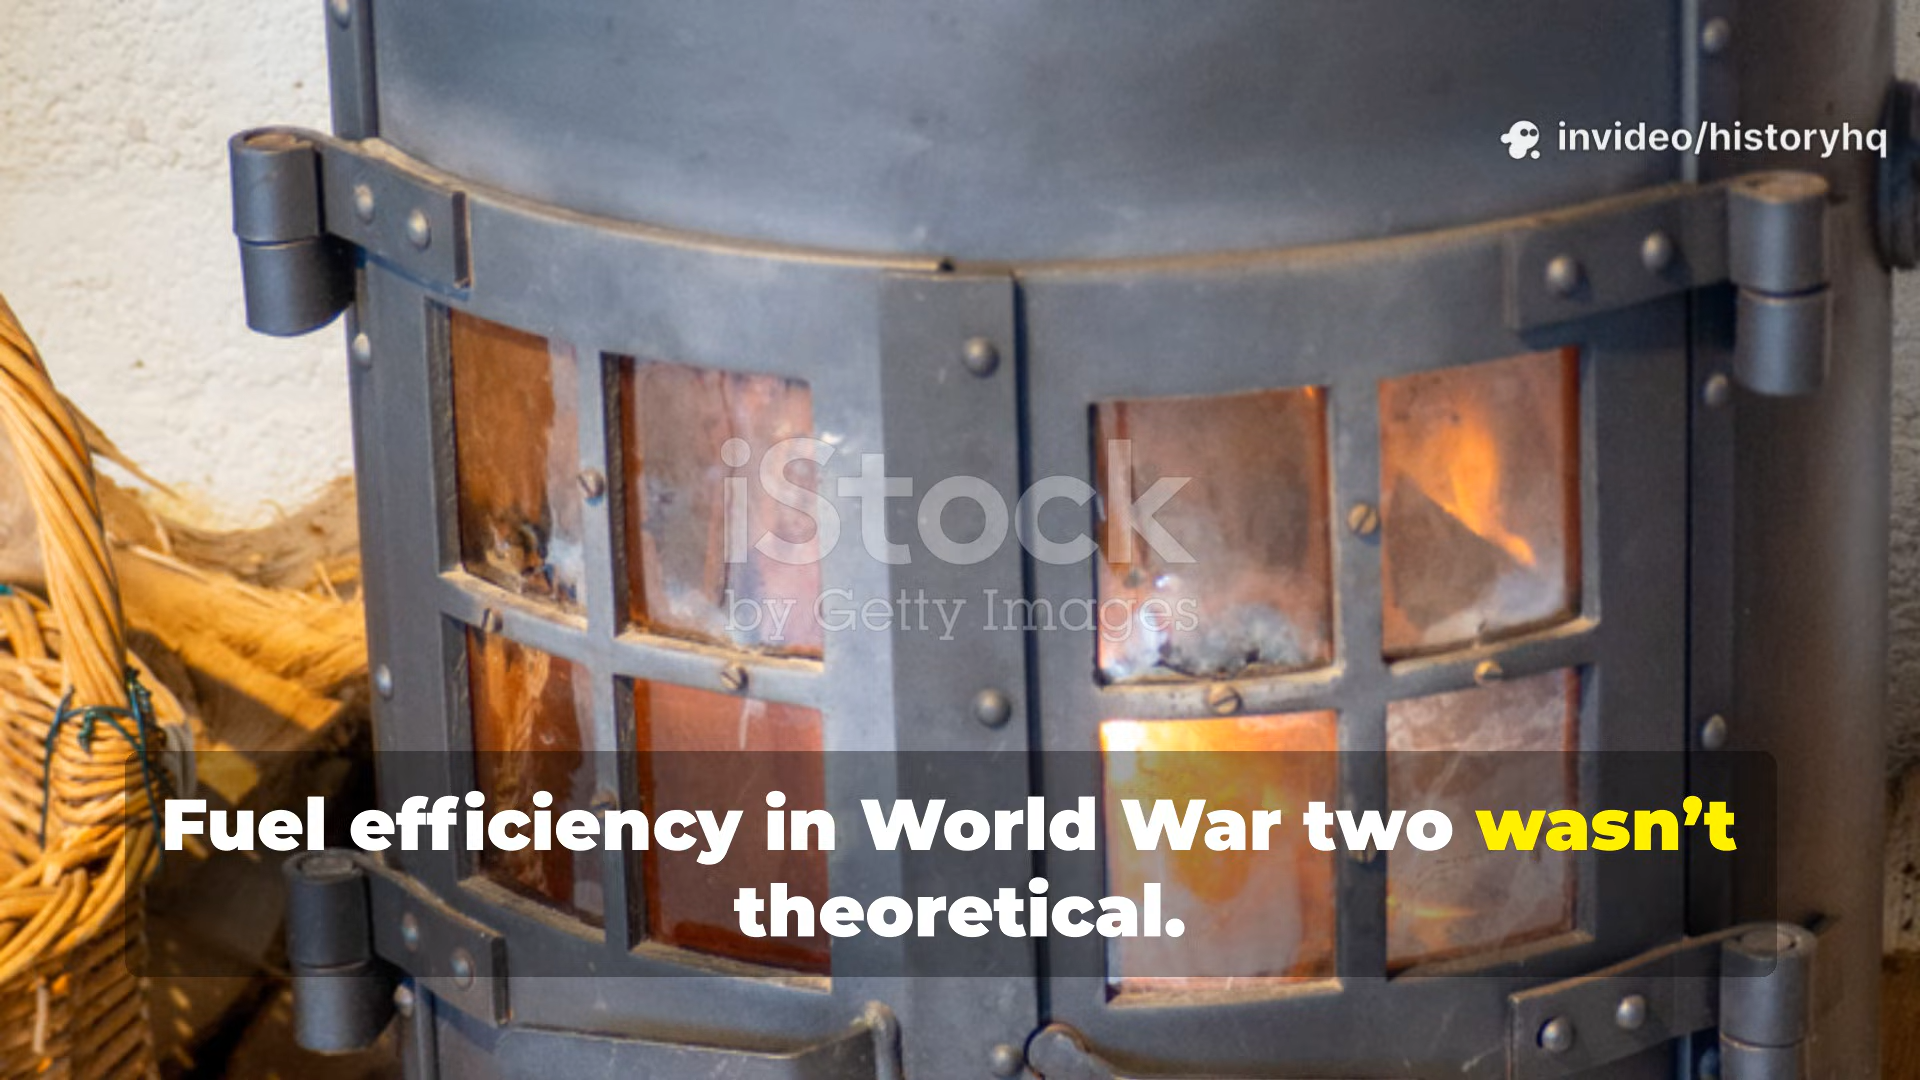 invideo/historyhq
iStock
by Getty Images
Fuel efficiency in World War two wasn’t
theoretical.